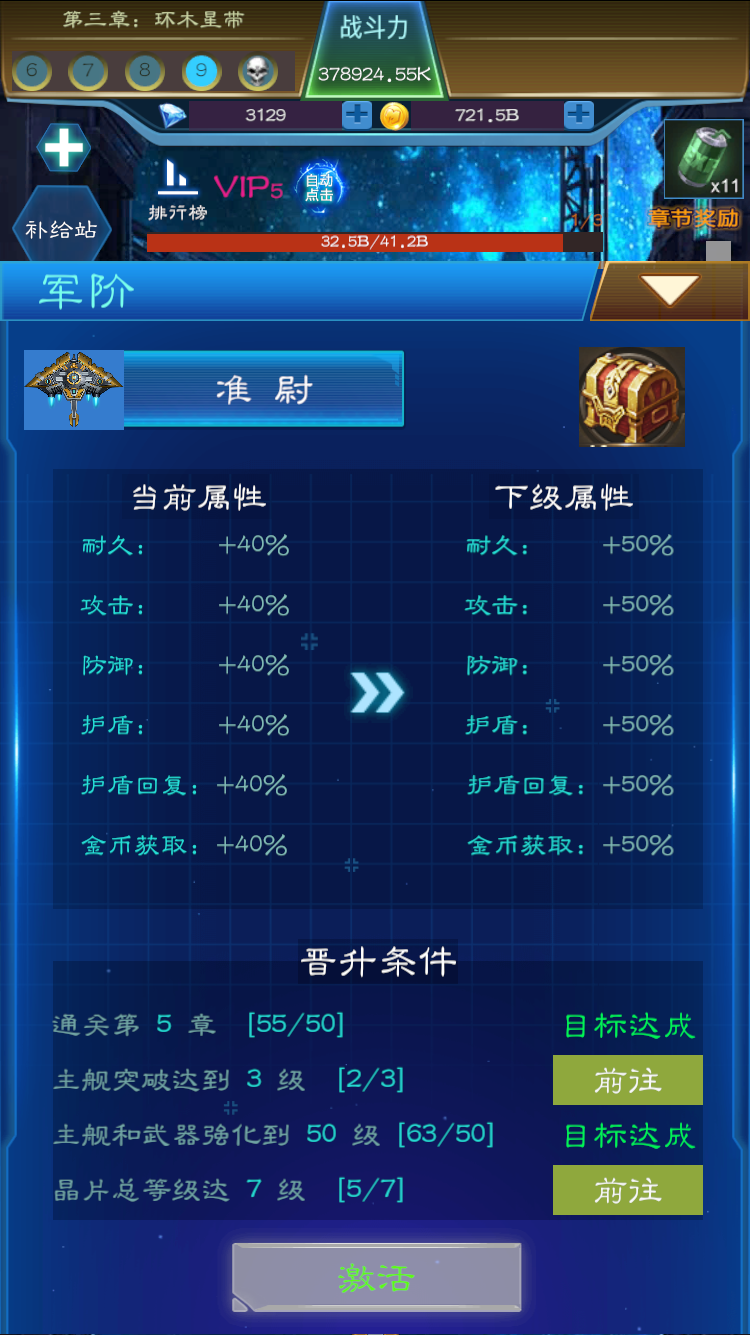 第三章：环木星带
战斗力
6 7 8 9
378924.55K
3129
721.5B
自动
点击
VIP5
x11
排行榜
补给站
1/3
章节奖励
32.5B/41.2B
军阶
准尉
当前属性 下级属性
耐久： +40% 耐久： +50%
攻击： +40% 攻击： +50%
防御： +40% 防御： +50%
护盾： +40% 护盾： +50%
护盾回复： +40% 护盾回复： +50%
金币获取： +40% 金币获取： +50%
晋升条件
通关第 5 章 [55/50] 目标达成
主舰突破达到 3 级 [2/3] 前往
主舰和武器强化到 50 级 [63/50] 目标达成
晶片总等级达 7 级 [5/7] 前往
激活